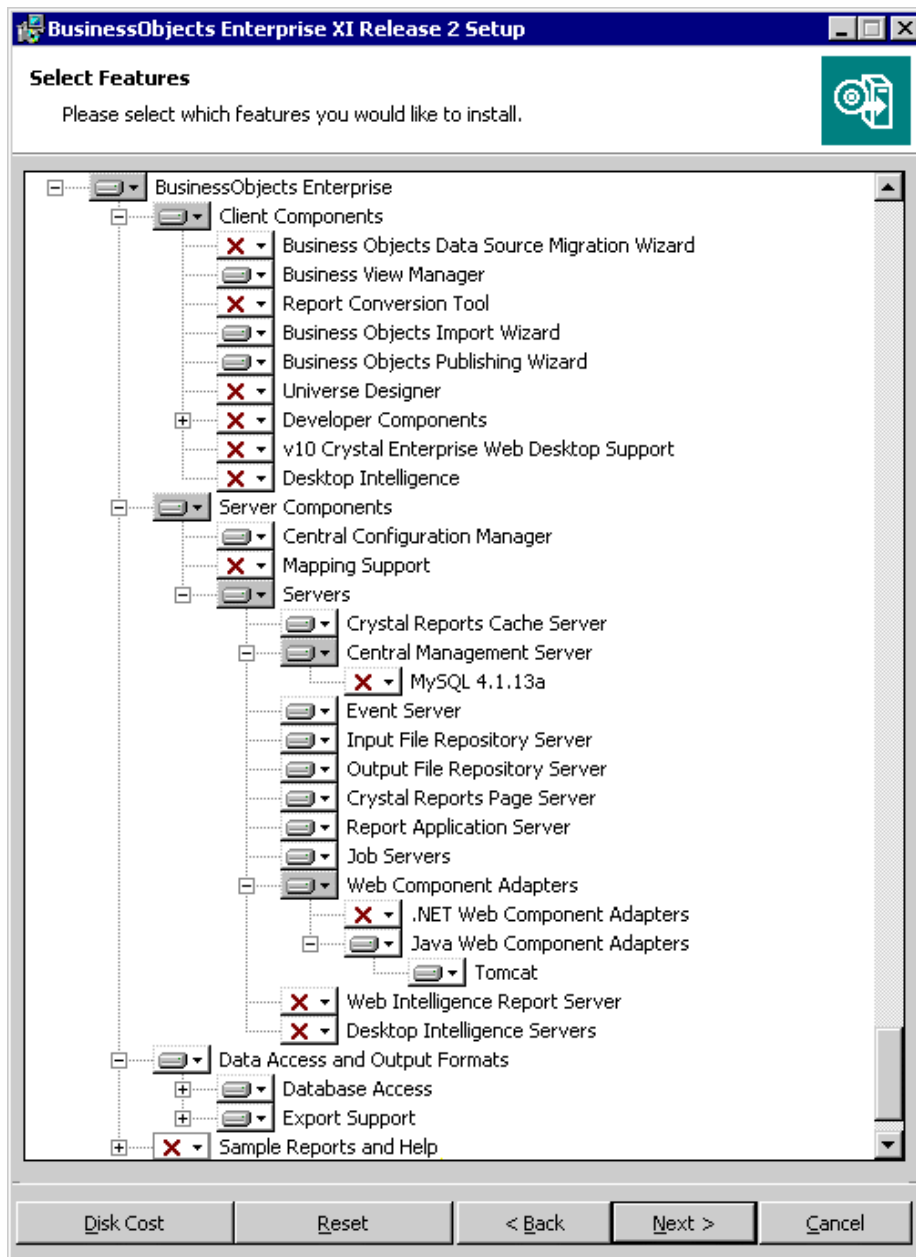 BusinessObjects Enterprise XI Release 2 Setup
Select Features
Please select which features you would like to install.
BusinessObjects Enterprise
Client Components
Business Objects Data Source Migration Wizard
Business View Manager
Report Conversion Tool
Business Objects Import Wizard
Business Objects Publishing Wizard
Universe Designer
Developer Components
v10 Crystal Enterprise Web Desktop Support
Desktop Intelligence
Server Components
Central Configuration Manager
Mapping Support
Servers
Crystal Reports Cache Server
Central Management Server
MySQL 4.1.13a
Event Server
Input File Repository Server
Output File Repository Server
Crystal Reports Page Server
Report Application Server
Job Servers
Web Component Adapters
.NET Web Component Adapters
Java Web Component Adapters
Tomcat
Web Intelligence Report Server
Desktop Intelligence Servers
Data Access and Output Formats
Database Access
Export Support
Sample Reports and Help
Disk Cost Reset < Back Next > Cancel